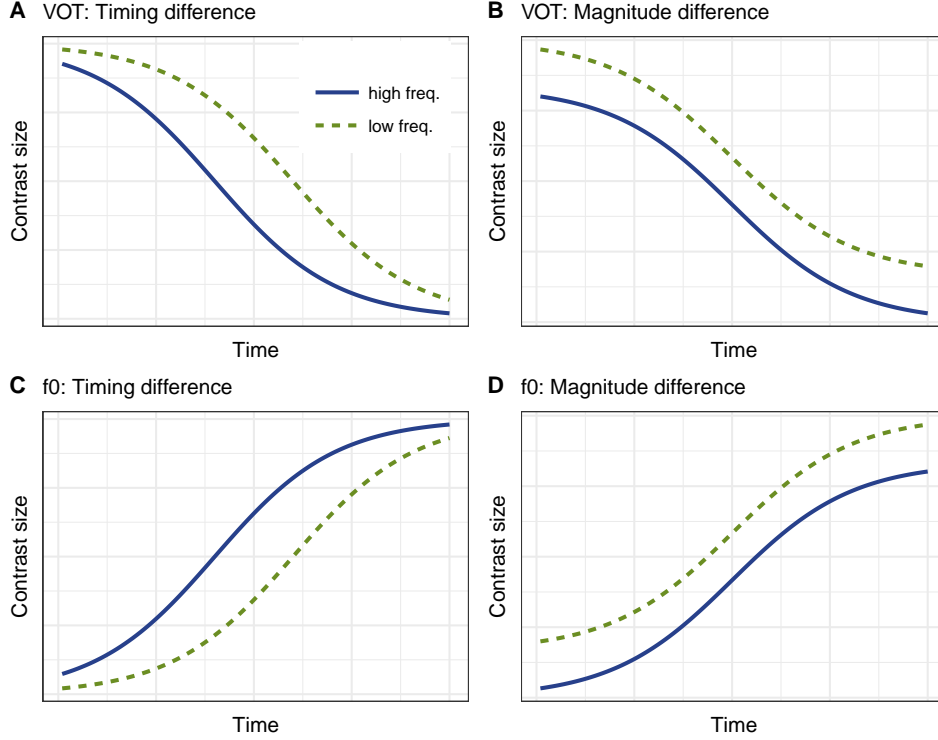 A VOT: Timing difference
B VOT: Magnitude difference
Contrast size
high freq.
low freq.
Contrast size
Time
Time
C f0: Timing difference
D f0: Magnitude difference
Contrast size
Contrast size
Time
Time